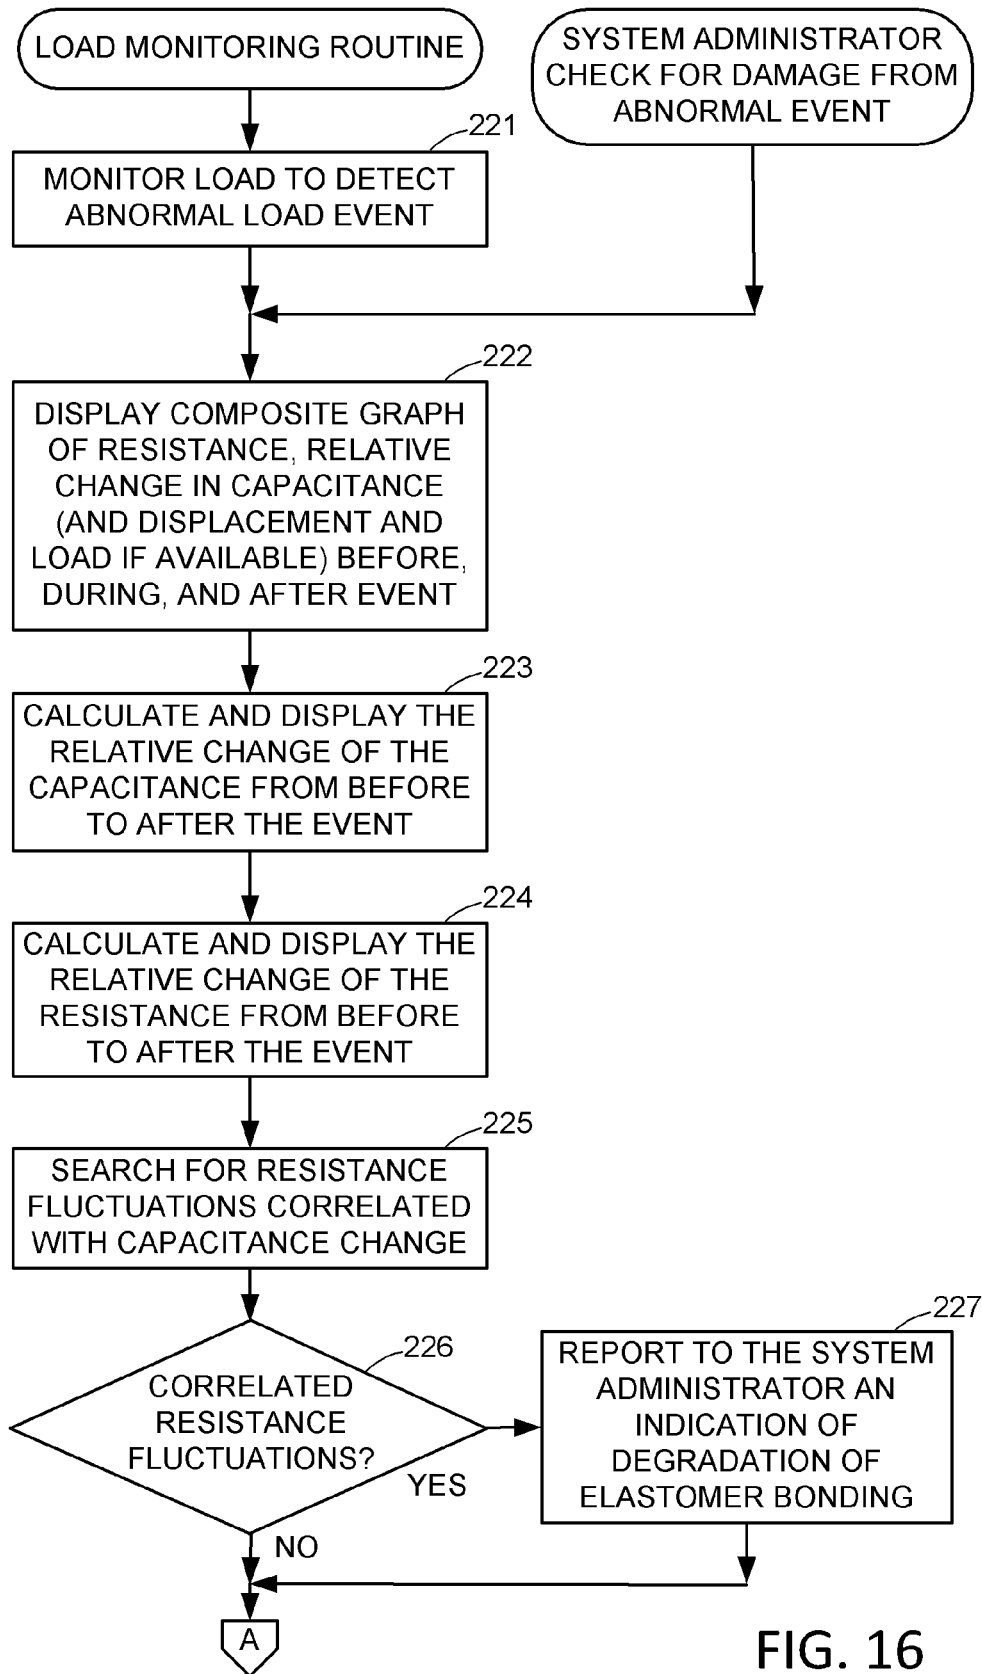 LOAD MONITORING ROUTINE
SYSTEM ADMINISTRATOR
CHECK FOR DAMAGE FROM
ABNORMAL EVENT
221
MONITOR LOAD TO DETECT
ABNORMAL LOAD EVENT
222
DISPLAY COMPOSITE GRAPH
OF RESISTANCE, RELATIVE
CHANGE IN CAPACITANCE
(AND DISPLACEMENT AND
LOAD IF AVAILABLE) BEFORE,
DURING, AND AFTER EVENT
223
CALCULATE AND DISPLAY THE
RELATIVE CHANGE OF THE
CAPACITANCE FROM BEFORE
TO AFTER THE EVENT
224
CALCULATE AND DISPLAY THE
RELATIVE CHANGE OF THE
RESISTANCE FROM BEFORE
TO AFTER THE EVENT
225
SEARCH FOR RESISTANCE
FLUCTUATIONS CORRELATED
WITH CAPACITANCE CHANGE
226
CORRELATED
RESISTANCE
FLUCTUATIONS?
YES
NO
227
REPORT TO THE SYSTEM
ADMINISTRATOR AN
INDICATION OF
DEGRADATION OF
ELASTOMER BONDING
A
FIG. 16